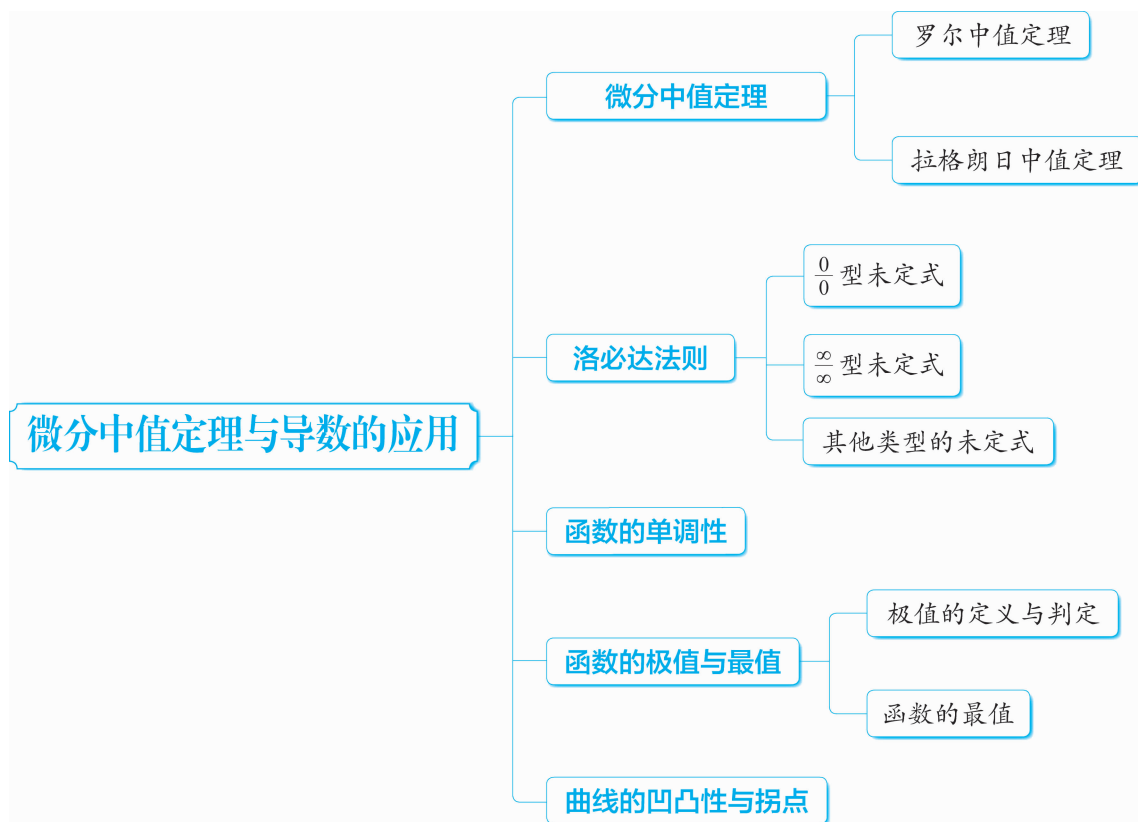 微分中值定理与导数的应用
微分中值定理
罗尔中值定理
拉格朗日中值定理
洛必达法则
0/0 型未定式
∞/∞ 型未定式
其他类型的未定式
函数的单调性
函数的极值与最值
极值的定义与判定
函数的最值
曲线的凹凸性与拐点